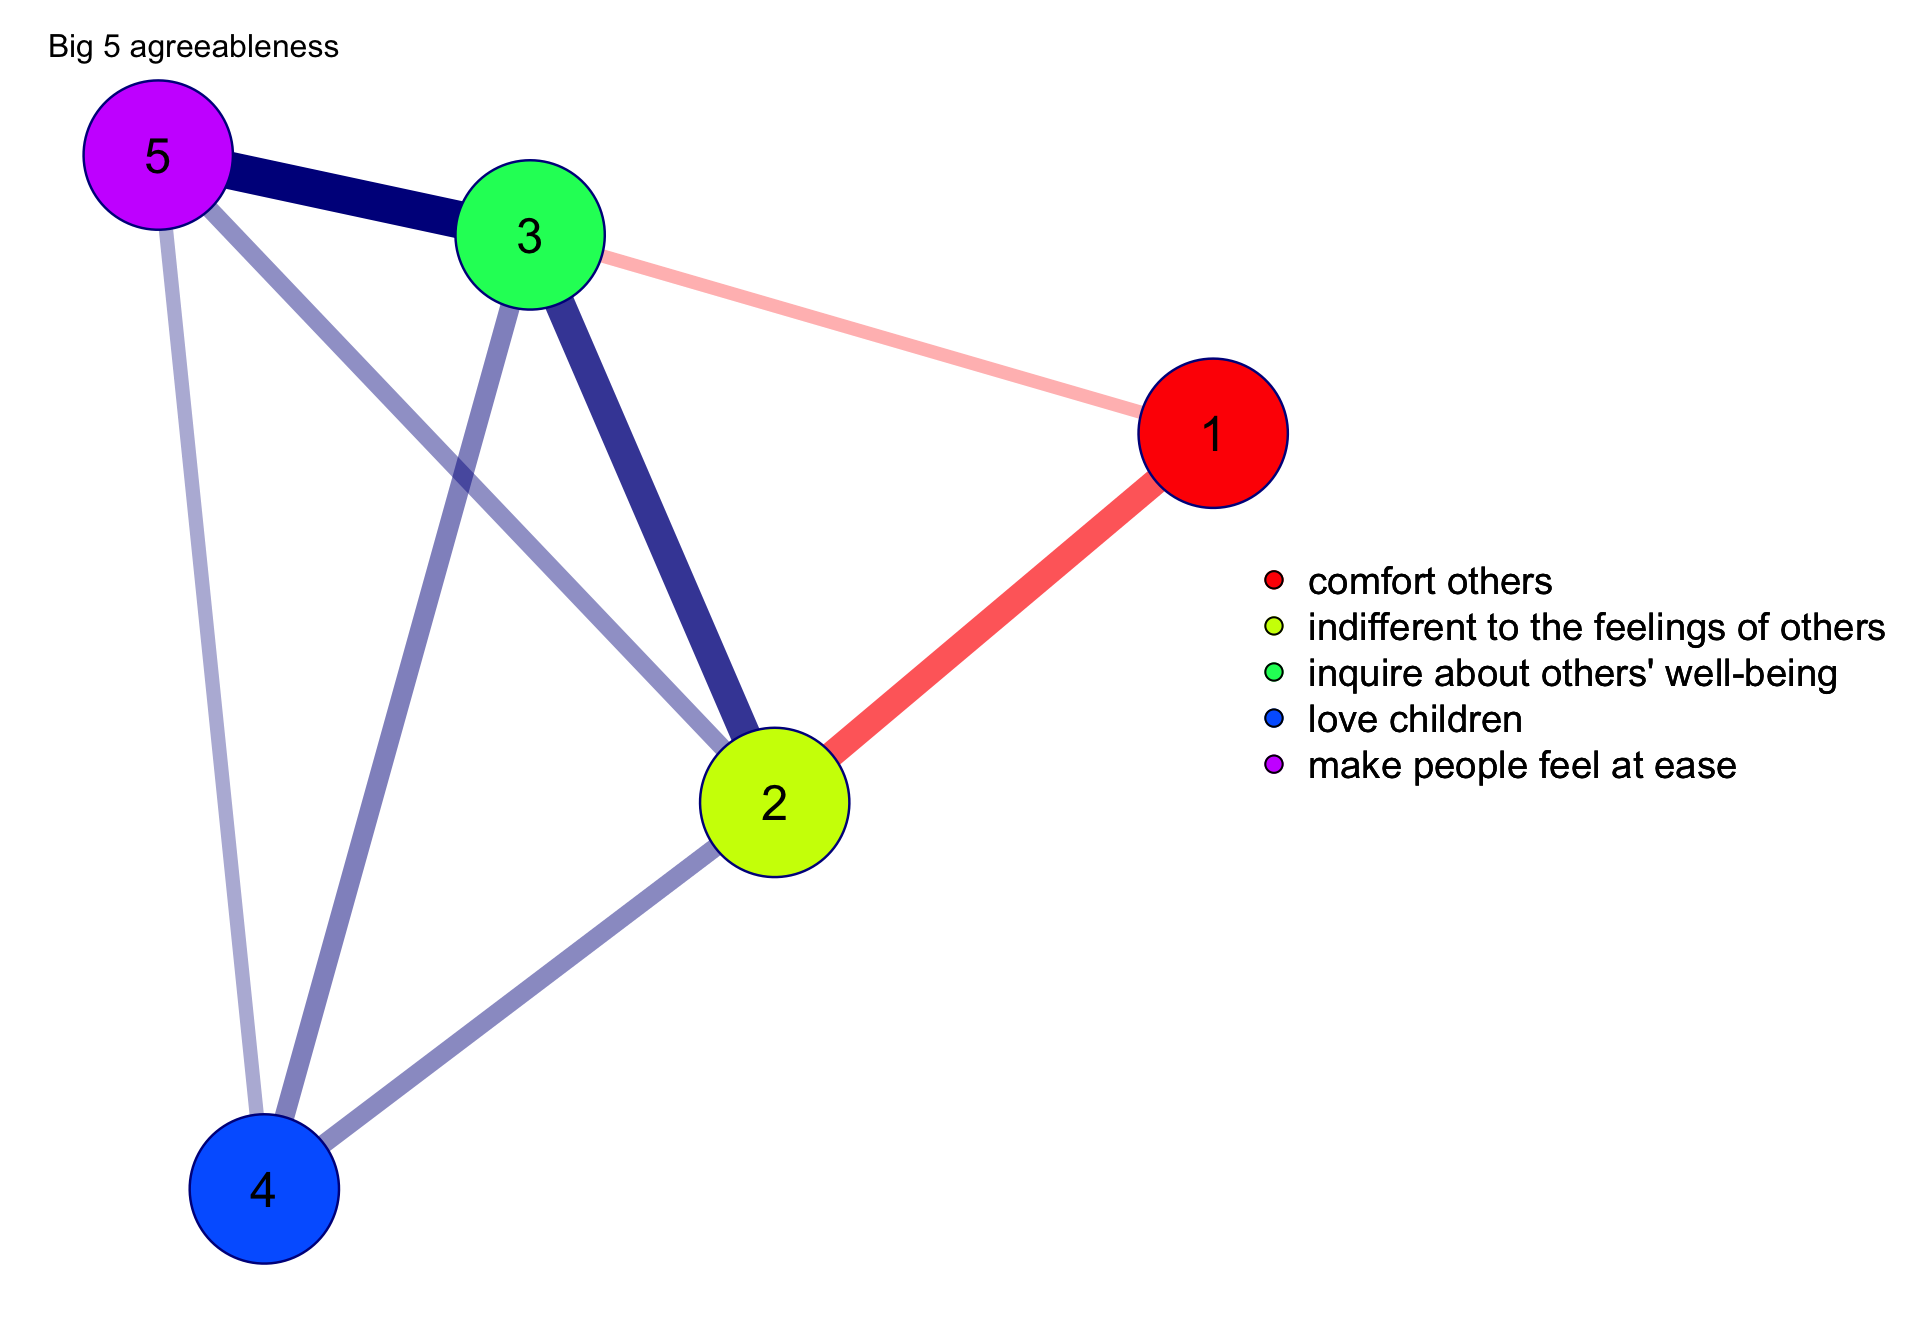 Big 5 agreeableness
5
3
1
2
4
comfort others
indifferent to the feelings of others
inquire about others' well-being
love children
make people feel at ease